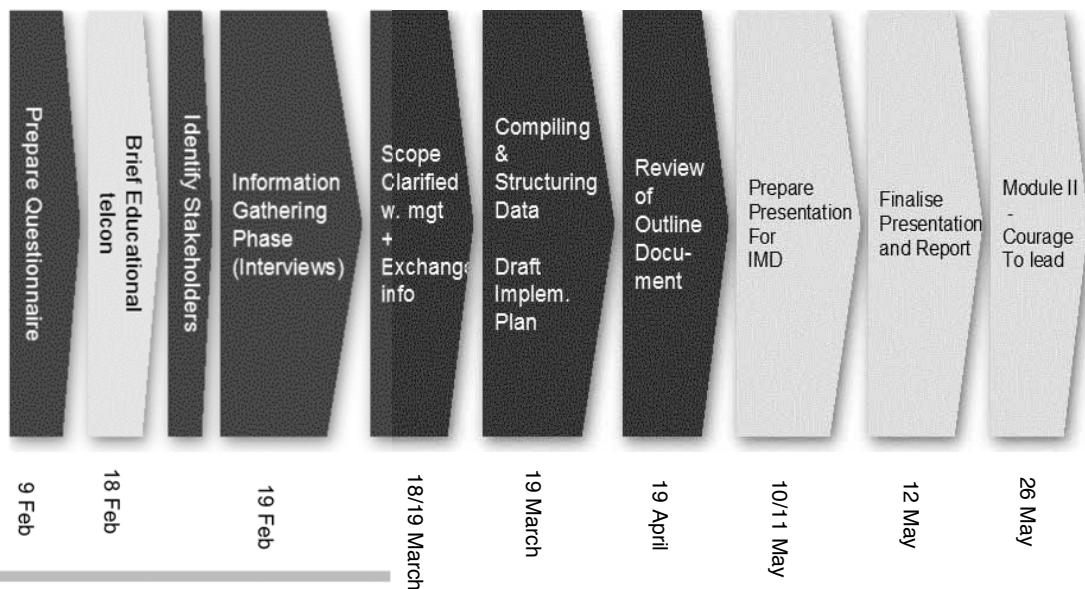 Prepare Questionnaire
Brief Educational
telcon
Identify Stakeholders
Information
Gathering
Phase
(Interviews)
Scope
Clarified
w. mgt
+
Exchange
info
Compiling
&
Structuring
Data
Draft
Implem.
Plan
Review
of
Outline
Docu-
ment
Prepare
Presentation
For
IMD
Finalise
Presentation
and Report
Module II
-
Courage
To lead
9 Feb
18 Feb
19 Feb
18/19 March
19 March
19 April
10/11 May
12 May
26 May